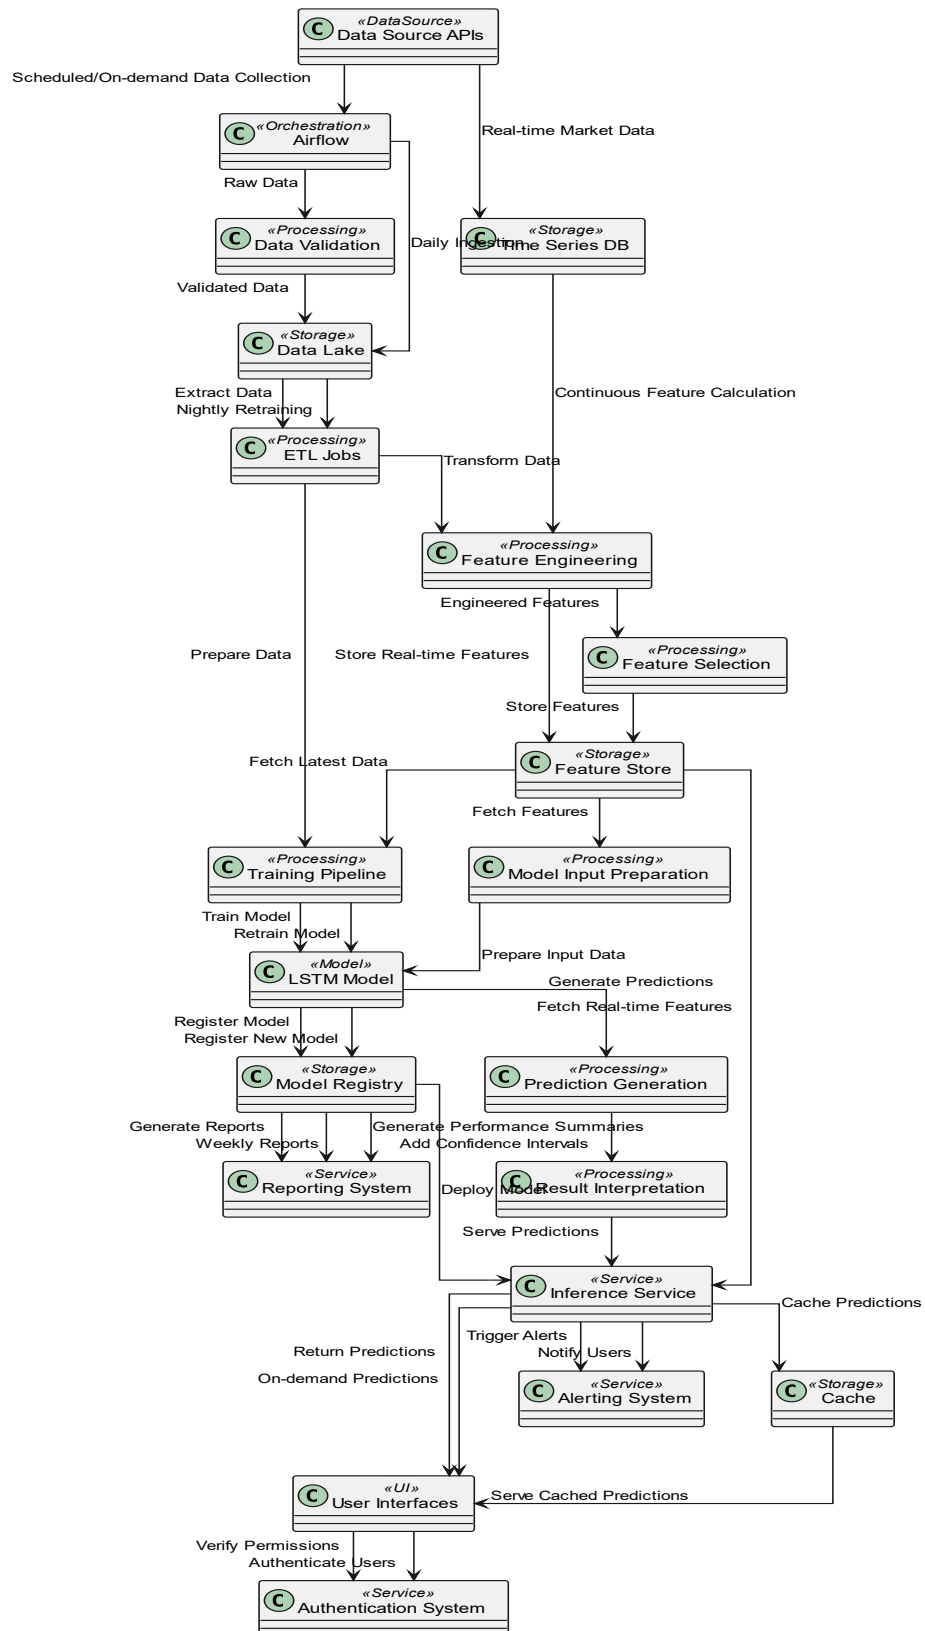 «DataSource»
C Data Source APIs
Scheduled/On-demand Data Collection
Real-time Market Data
«Orchestration»
C Airflow
Raw Data
Daily Ingestion
«Processing»
C Data Validation
«Storage»
C Time Series DB
Validated Data
«Storage»
C Data Lake
Extract Data
Nightly Retraining
Continuous Feature Calculation
«Processing»
C ETL Jobs
Transform Data
«Processing»
C Feature Engineering
Engineered Features
Prepare Data
Store Real-time Features
«Processing»
C Feature Selection
Store Features
«Storage»
C Feature Store
Fetch Latest Data
Fetch Features
«Processing»
C Training Pipeline
«Processing»
C Model Input Preparation
Train Model
Retrain Model
Prepare Input Data
«Model»
C LSTM Model
Generate Predictions
Fetch Real-time Features
Register Model
Register New Model
«Storage»
C Model Registry
«Processing»
C Prediction Generation
Generate Reports
Weekly Reports
Generate Performance Summaries
Add Confidence Intervals
«Service»
C Reporting System
Deploy Model
«Processing»
C Result Interpretation
Serve Predictions
«Service»
C Inference Service
Cache Predictions
Trigger Alerts
Notify Users
Return Predictions
On-demand Predictions
«Service»
C Alerting System
«Storage»
C Cache
«UI»
C User Interfaces
Serve Cached Predictions
Verify Permissions
Authenticate Users
«Service»
C Authentication System